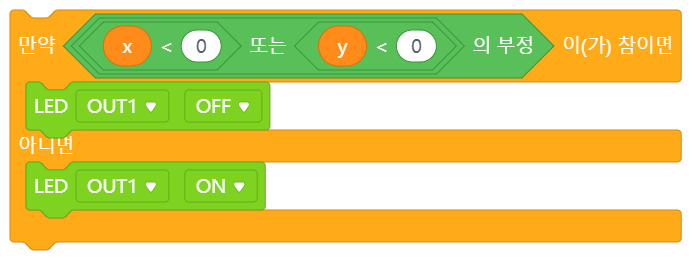 만약 x < 0 또는 y < 0 의 부정 이(가) 참이면
LED OUT1 ▼ OFF ▼
아니면
LED OUT1 ▼ ON ▼